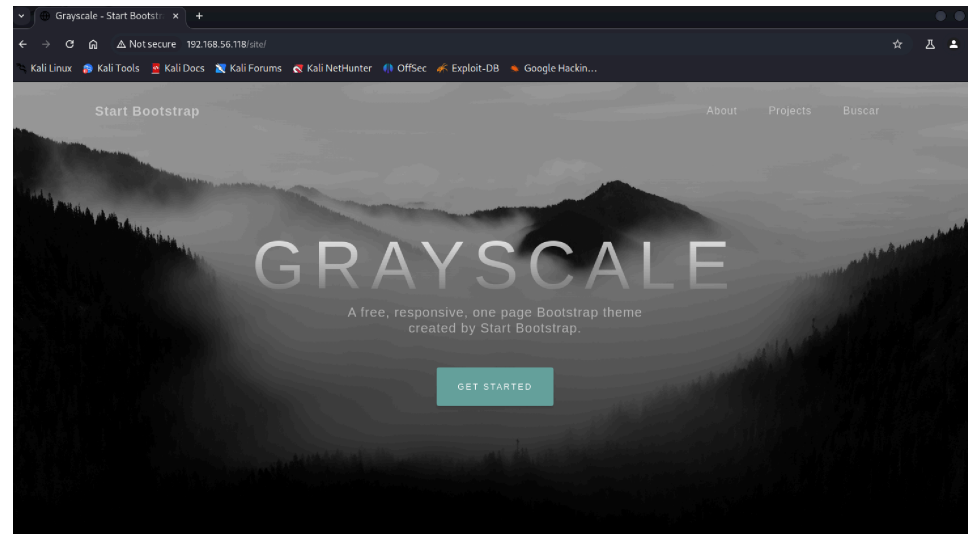 Grayscale - Start Bootstr
Not secure 192.168.56.118/site/
Kali Linux Kali Tools Kali Docs Kali Forums Kali NetHunter OffSec Exploit-DB Google Hackin...
Start Bootstrap About Projects Buscar
GRAYSCALE
A free, responsive, one page Bootstrap theme
created by Start Bootstrap.
GET STARTED